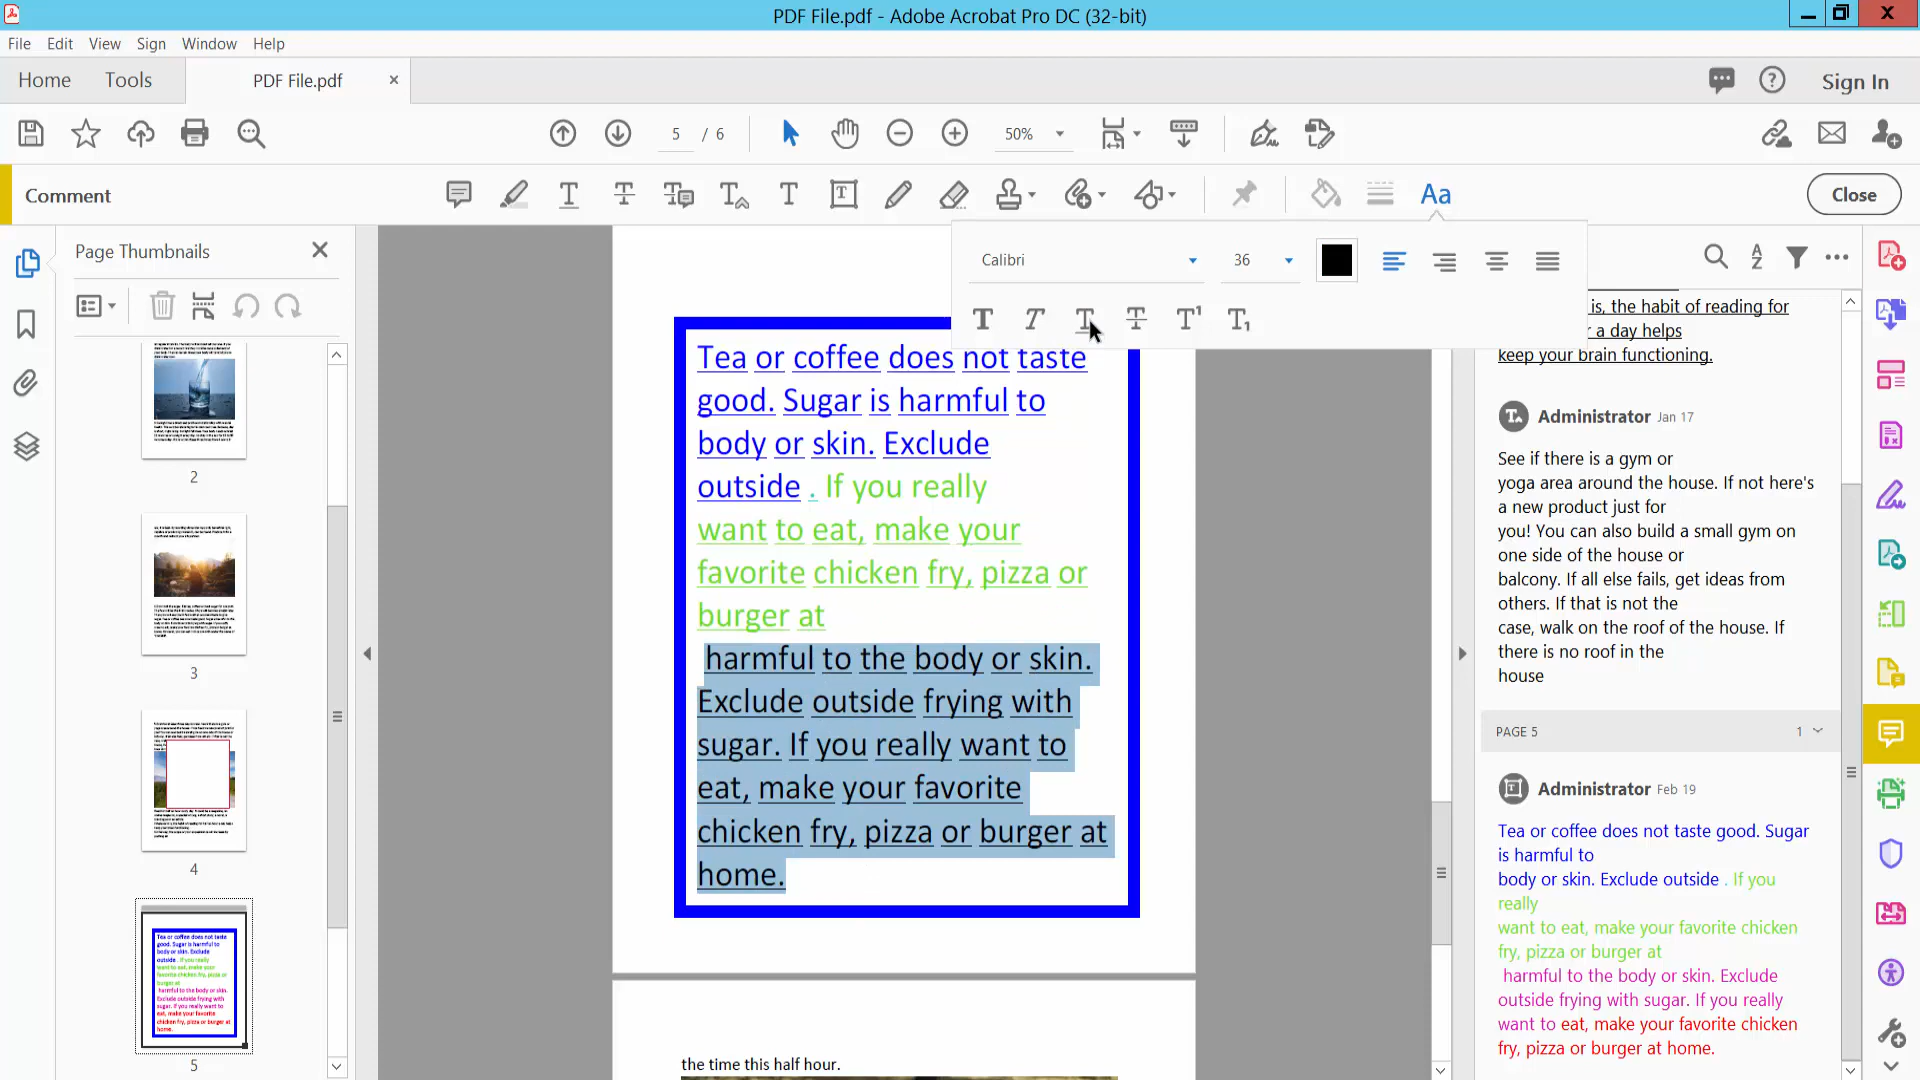 PDF File.pdf - Adobe Acrobat Pro DC (32-bit)
File Edit View Sign Window Help
Home Tools PDF File.pdf
Sign In
5 / 6
50%
Comment
Close
Page Thumbnails
Calibri 36
2
3
4
5
Tea or coffee does not taste
good. Sugar is harmful to
body or skin. Exclude
outside . If you really
want to eat, make your
favorite chicken fry, pizza or
burger at
harmful to the body or skin.
Exclude outside frying with
sugar. If you really want to
eat, make your favorite
chicken fry, pizza or burger at
home.
the time this half hour.
is, the habit of reading for
r a day helps
keep your brain functioning.
Administrator Jan 17
See if there is a gym or
yoga area around the house. If not here's
a new product just for
you! You can also build a small gym on
one side of the house or
balcony. If all else fails, get ideas from
others. If that is not the
case, walk on the roof of the house. If
there is no roof in the
house
PAGE 5 1
Administrator Feb 19
Tea or coffee does not taste good. Sugar
is harmful to
body or skin. Exclude outside . If you
really
want to eat, make your favorite chicken
fry, pizza or burger at
harmful to the body or skin. Exclude
outside frying with sugar. If you really
want to eat, make your favorite chicken
fry, pizza or burger at home.